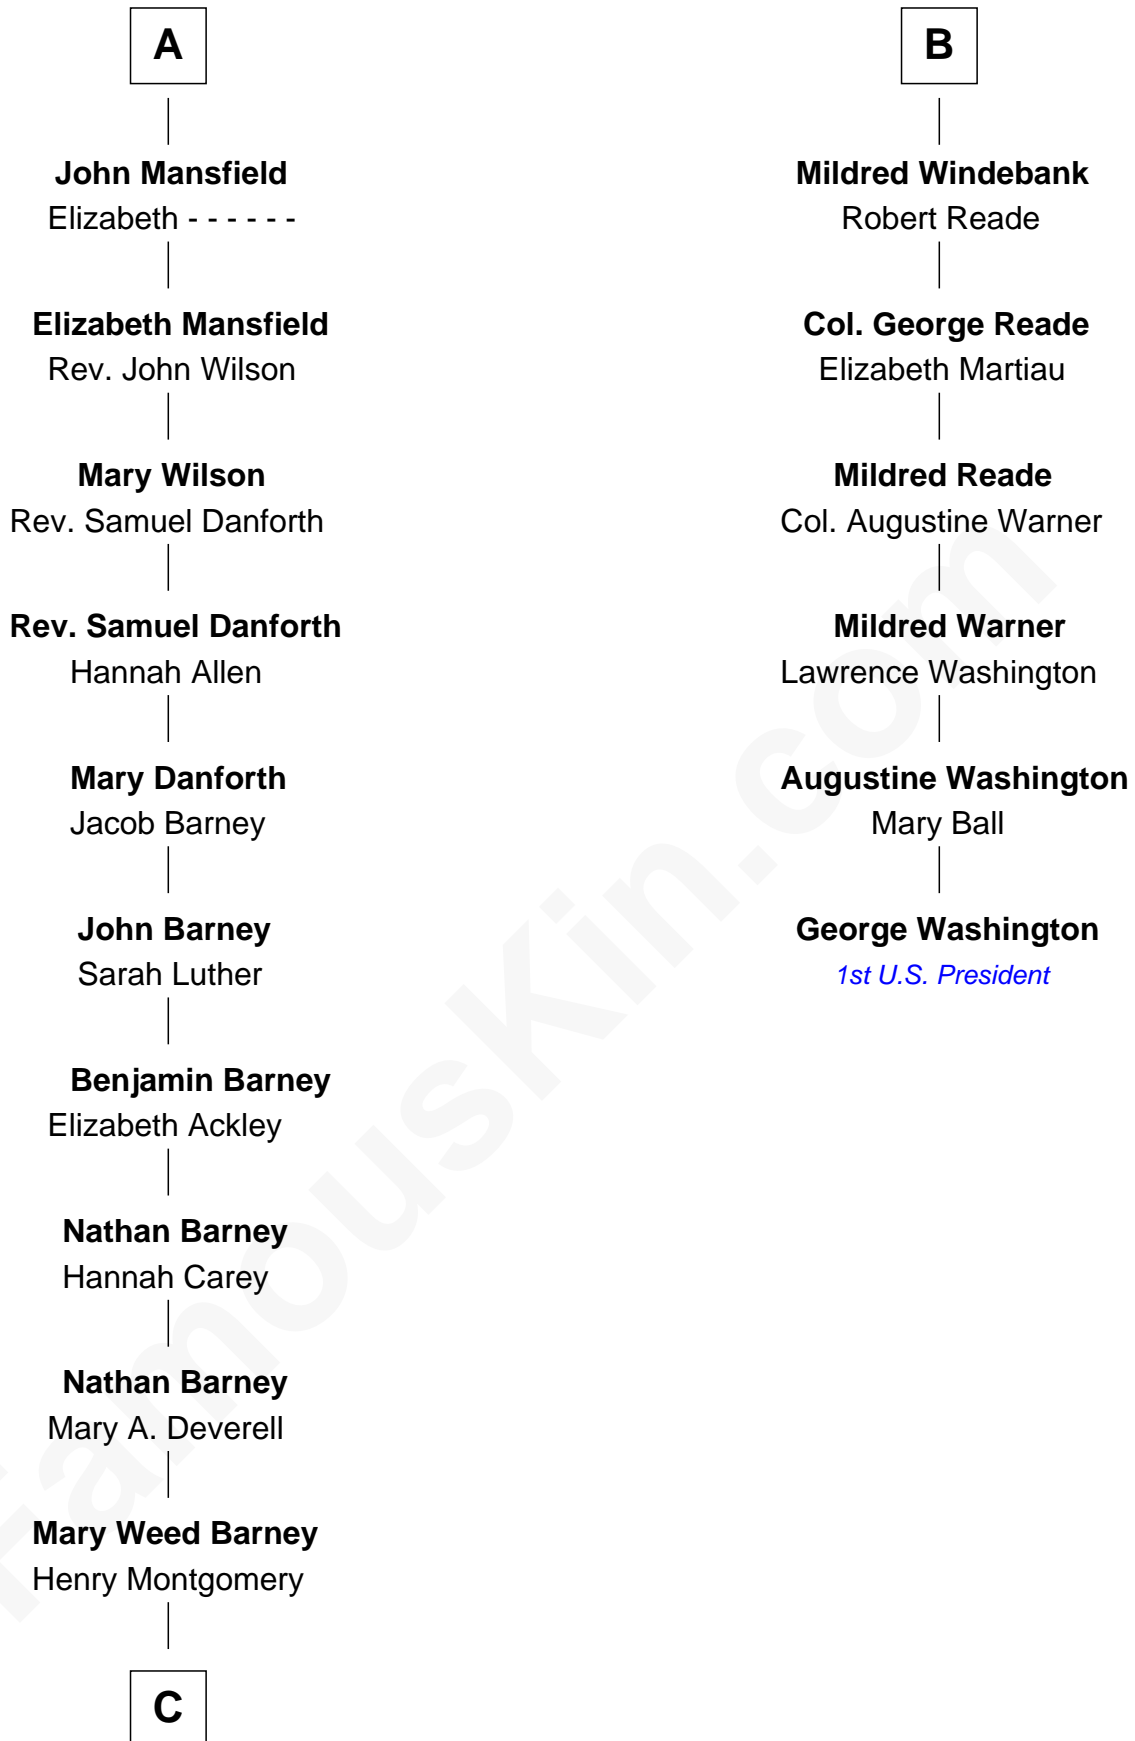 A
John Mansfield
Elizabeth - - - - - -
Elizabeth Mansfield
Rev. John Wilson
Mary Wilson
Rev. Samuel Danforth
Rev. Samuel Danforth
Hannah Allen
Mary Danforth
Jacob Barney
John Barney
Sarah Luther
Benjamin Barney
Elizabeth Ackley
Nathan Barney
Hannah Carey
Nathan Barney
Mary A. Deverell
Mary Weed Barney
Henry Montgomery
C
B
Mildred Windebank
Robert Reade
Col. George Reade
Elizabeth Martiau
Mildred Reade
Col. Augustine Warner
Mildred Warner
Lawrence Washington
Augustine Washington
Mary Ball
George Washington
1st U.S. President
FamousKin.com